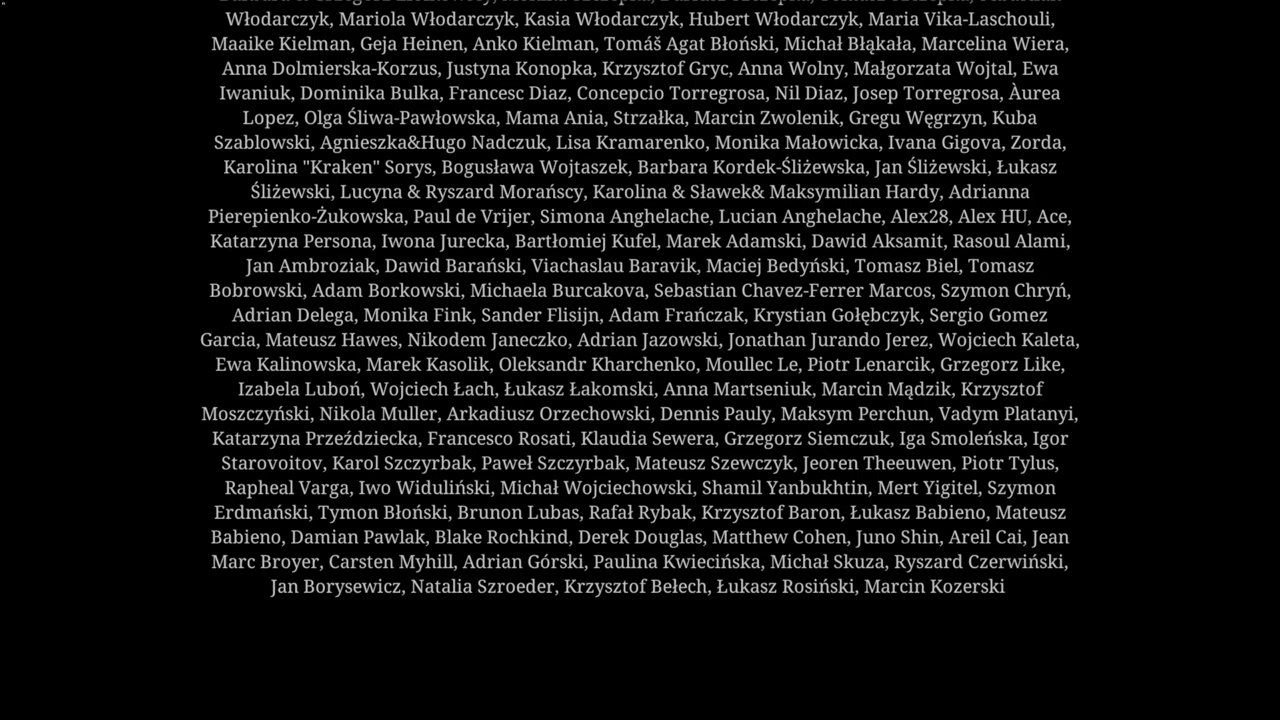 Włodarczyk, Mariola Włodarczyk, Kasia Włodarczyk, Hubert Włodarczyk, Maria Vika-Laschouli,
Maaike Kielman, Geja Heinen, Anko Kielman, Tomáš Agat Błoński, Michał Błąkała, Marcelina Wiera,
Anna Dolmierska-Korzus, Justyna Konopka, Krzysztof Gryc, Anna Wolny, Małgorzata Wojtal, Ewa
Iwaniuk, Dominika Bulka, Francesc Diaz, Concepcio Torregrosa, Nil Diaz, Josep Torregrosa, Àurea
Lopez, Olga Śliwa-Pawłowska, Mama Ania, Strzałka, Marcin Zwolenik, Gregu Węgrzyn, Kuba
Szablowski, Agnieszka&Hugo Nadczuk, Lisa Kramarenko, Monika Małowicka, Ivana Gigova, Zorda,
Karolina "Kraken" Sorys, Bogusława Wojtaszek, Barbara Kordek-Śliżewska, Jan Śliżewski, Łukasz
Śliżewski, Lucyna & Ryszard Morańscy, Karolina & Sławek& Maksymilian Hardy, Adrianna
Pierepienko-Żukowska, Paul de Vrijer, Simona Anghelache, Lucian Anghelache, Alex28, Alex HU, Ace,
Katarzyna Persona, Iwona Jurecka, Bartłomiej Kufel, Marek Adamski, Dawid Aksamit, Rasoul Alami,
Jan Ambroziak, Dawid Barański, Viachaslau Baravik, Maciej Bedyński, Tomasz Biel, Tomasz
Bobrowski, Adam Borkowski, Michaela Burcakova, Sebastian Chavez-Ferrer Marcos, Szymon Chryń,
Adrian Delega, Monika Fink, Sander Flisijn, Adam Frańczak, Krystian Gołębczyk, Sergio Gomez
Garcia, Mateusz Hawes, Nikodem Janeczko, Adrian Jazowski, Jonathan Jurando Jerez, Wojciech Kaleta,
Ewa Kalinowska, Marek Kasolik, Oleksandr Kharchenko, Moullec Le, Piotr Lenarcik, Grzegorz Like,
Izabela Luboń, Wojciech Łach, Łukasz Łakomski, Anna Martseniuk, Marcin Mądzik, Krzysztof
Moszczyński, Nikola Muller, Arkadiusz Orzechowski, Dennis Pauly, Maksym Perchun, Vadym Platanyi,
Katarzyna Przeździecka, Francesco Rosati, Klaudia Sewera, Grzegorz Siemczuk, Iga Smoleńska, Igor
Starovoitov, Karol Szczyrbak, Paweł Szczyrbak, Mateusz Szewczyk, Jeoren Theeuwen, Piotr Tylus,
Rapheal Varga, Iwo Widuliński, Michał Wojciechowski, Shamil Yanbukhtin, Mert Yigitel, Szymon
Erdmański, Tymon Błoński, Brunon Lubas, Rafał Rybak, Krzysztof Baron, Łukasz Babieno, Mateusz
Babieno, Damian Pawlak, Blake Rochkind, Derek Douglas, Matthew Cohen, Juno Shin, Areil Cai, Jean
Marc Broyer, Carsten Myhill, Adrian Górski, Paulina Kwiecińska, Michał Skuza, Ryszard Czerwiński,
Jan Borysewicz, Natalia Szroeder, Krzysztof Bełech, Łukasz Rosiński, Marcin Kozerski